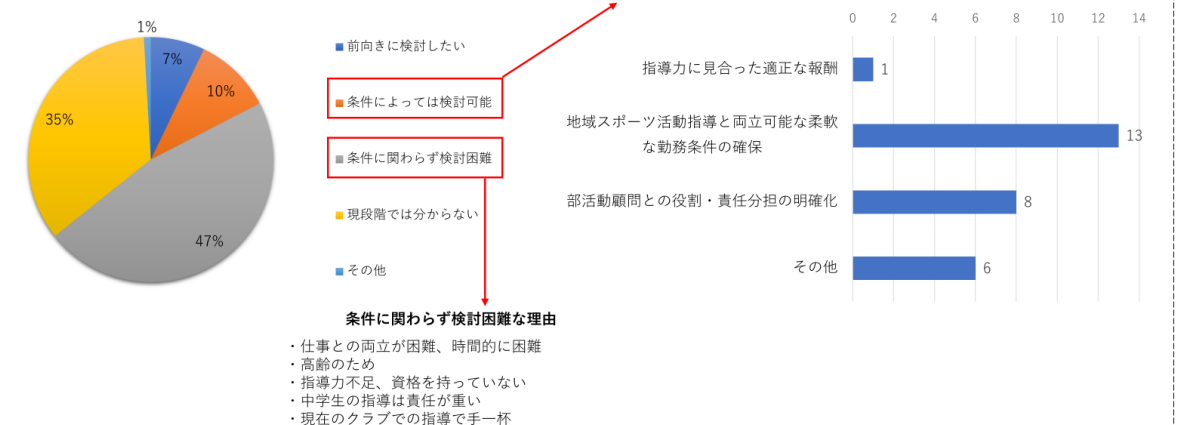 1%
7%
10%
35%
47%
前向きに検討したい
条件によっては検討可能
条件に関わらず検討困難
現段階では分からない
その他
条件に関わらず検討困難な理由
・仕事との両立が困難、時間的に困難
・高齢のため
・指導力不足、資格を持っていない
・中学生の指導は責任が重い
・現在のクラブでの指導で手一杯
0 2 4 6 8 10 12 14
指導力に見合った適正な報酬
1
地域スポーツ活動指導と両立可能な柔軟
な勤務条件の確保
13
部活動顧問との役割・責任分担の明確化
8
その他
6